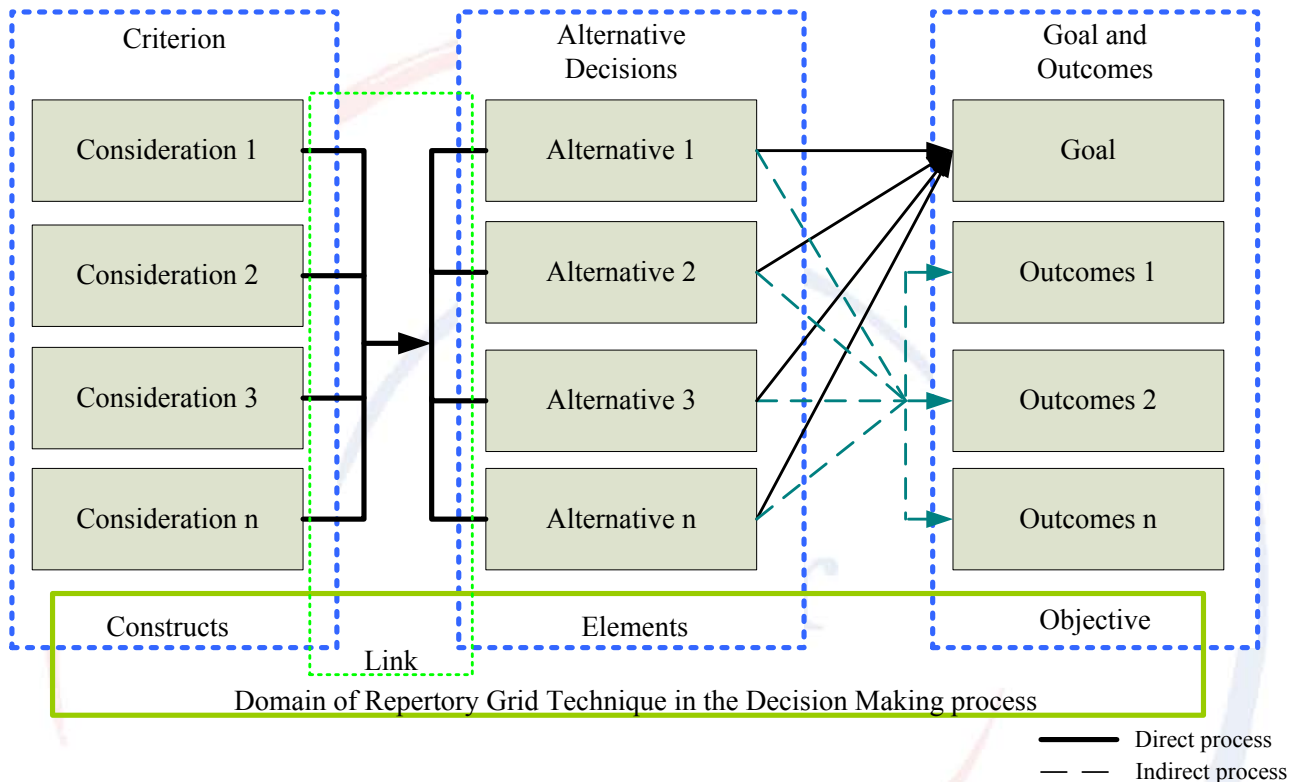 Criterion
Consideration 1
Consideration 2
Consideration 3
Consideration n
Constructs
Link
Alternative
Decisions
Alternative 1
Alternative 2
Alternative 3
Alternative n
Elements
Goal and
Outcomes
Goal
Outcomes 1
Outcomes 2
Outcomes n
Objective
Domain of Repertory Grid Technique in the Decision Making process
Direct process
Indirect process